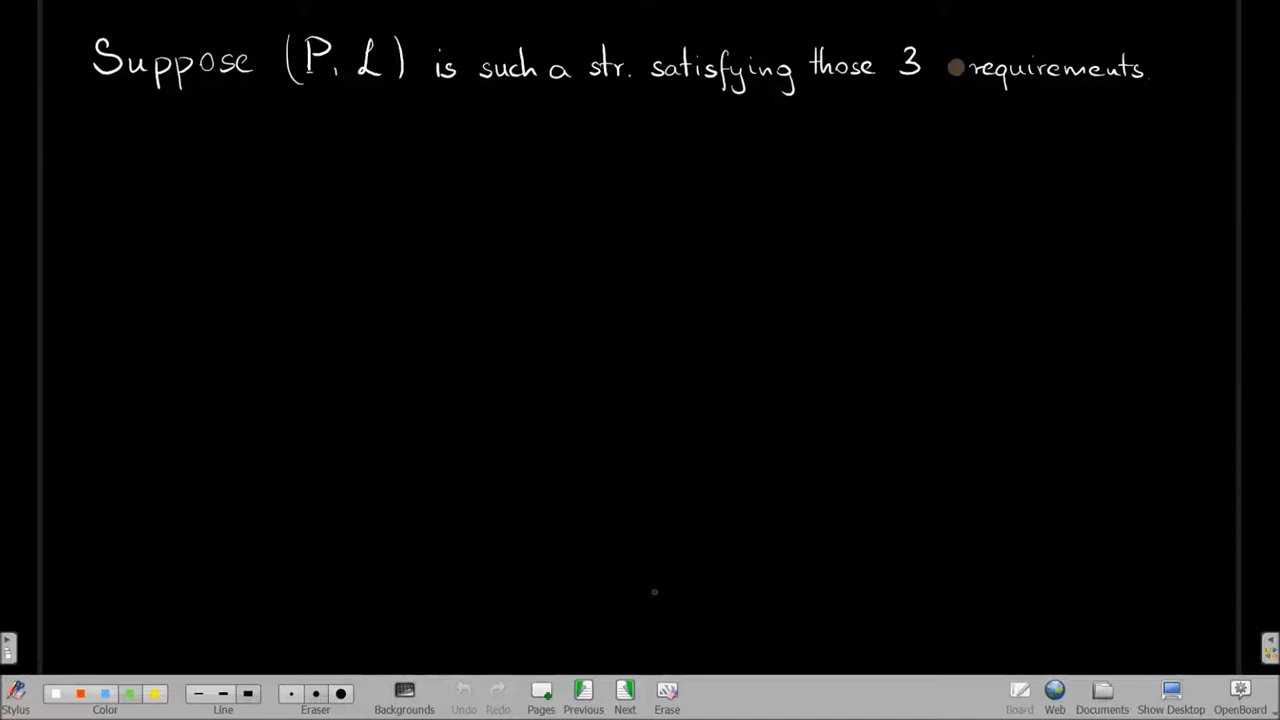 Suppose (P, L) is such a str. satisfying those 3 requirements.
Stylus Color Line Eraser Backgrounds Undo Redo Pages Previous Next Erase Board Web Documents Show Desktop OpenBoard